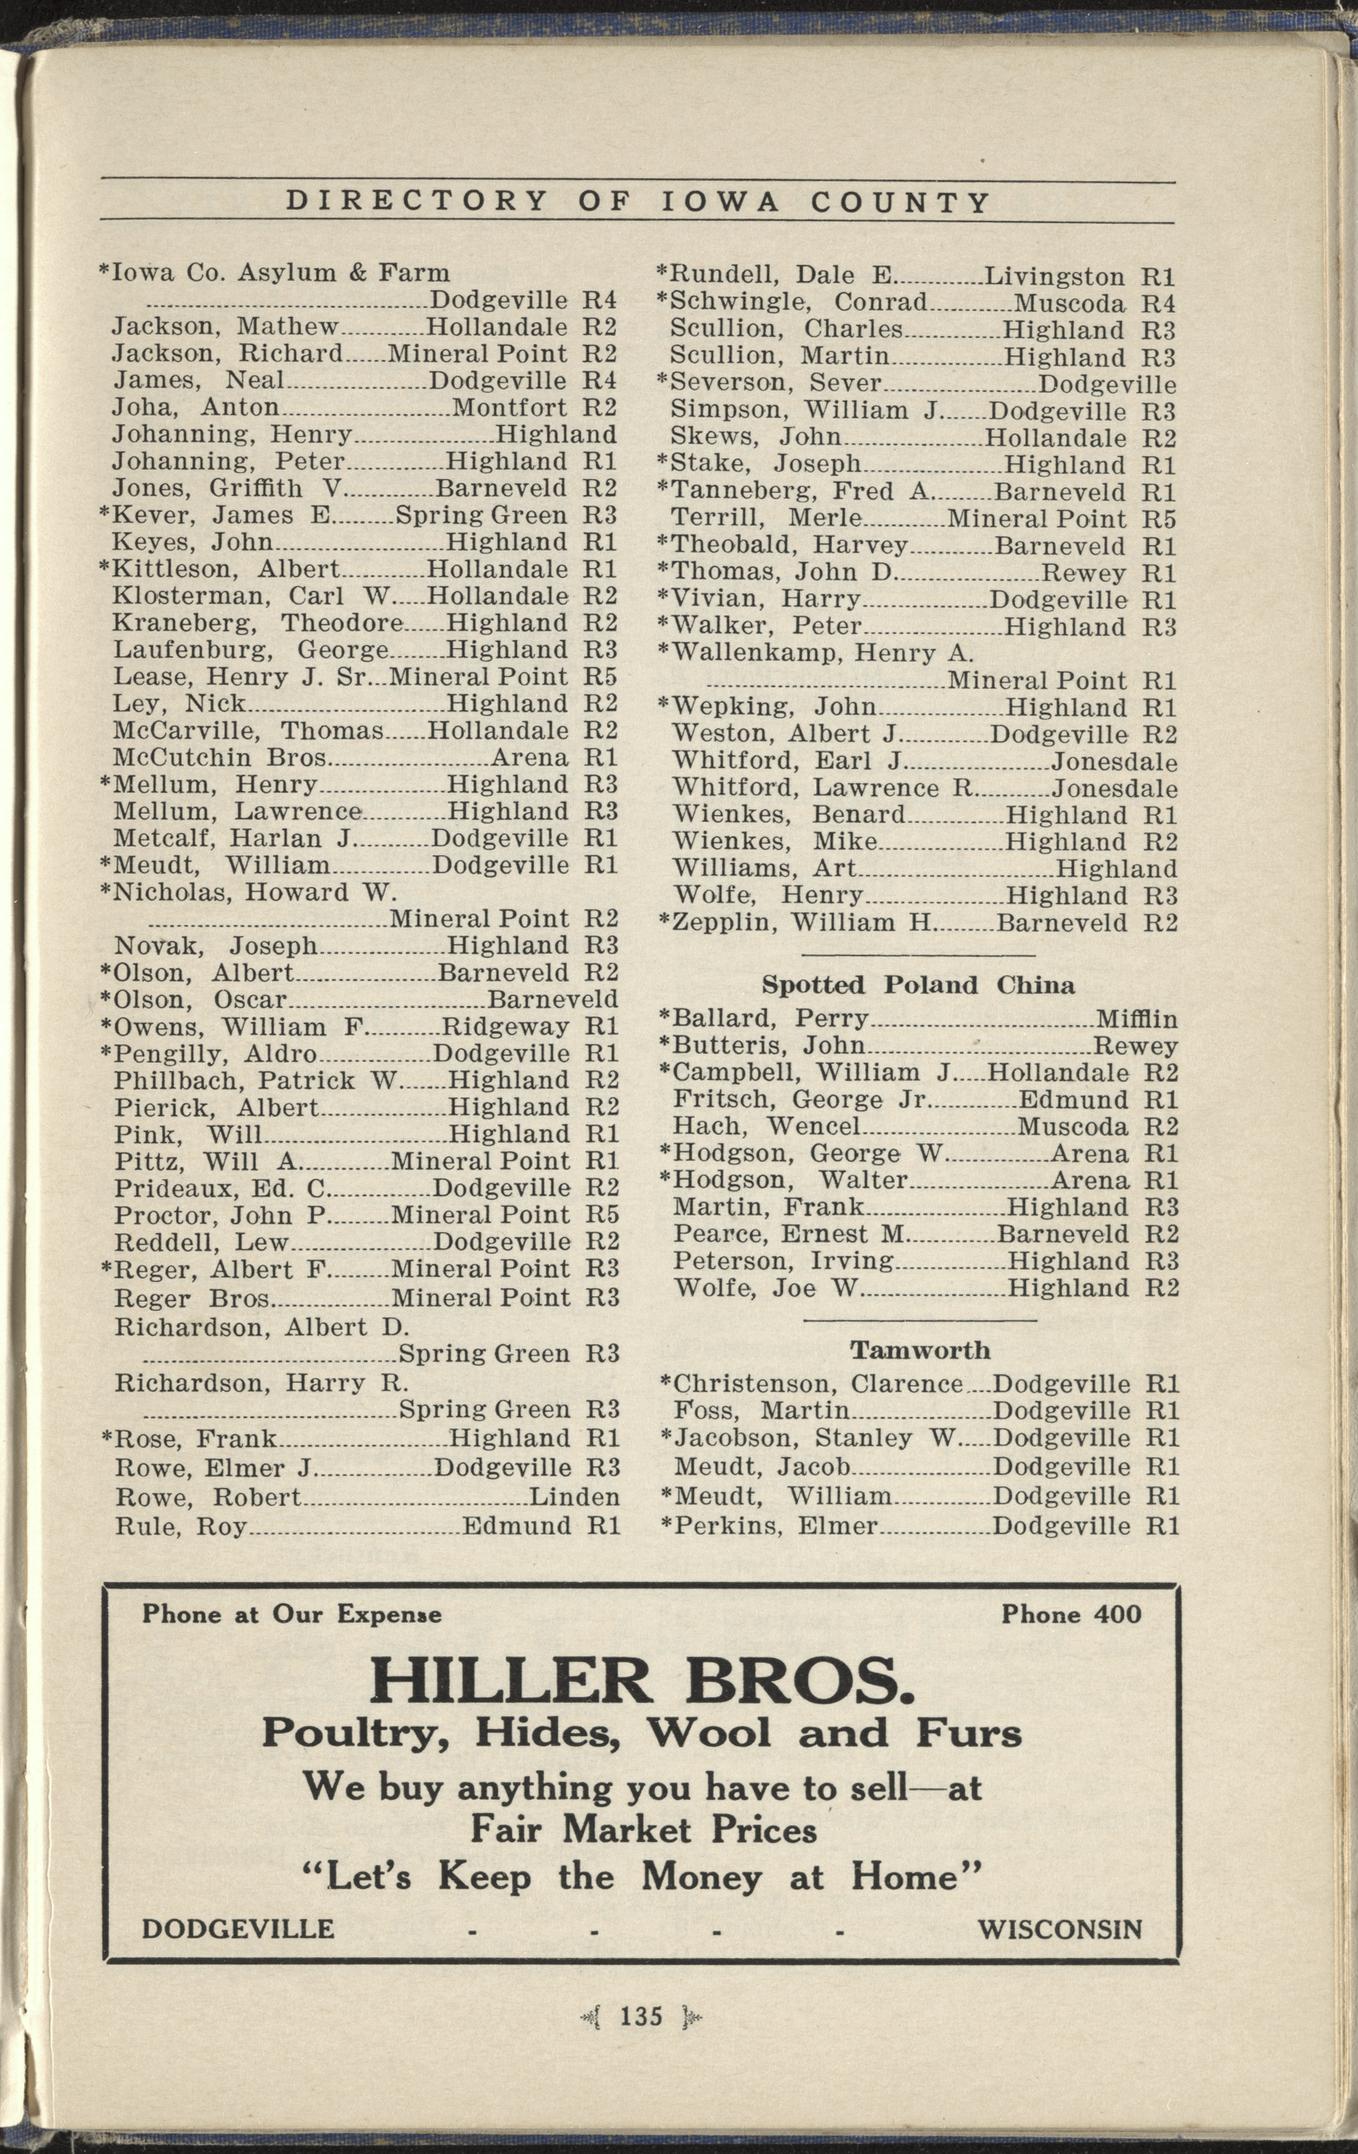 DIRECTORY OF IOWA COUNTY
*Iowa Co. Asylum & Farm
........Dodgeville R4
Jackson, Mathew........Hollandale R2
Jackson, Richard........Mineral Point R2
James, Neal........Dodgeville R4
Joha, Anton........Montfort R2
Johanning, Henry........Highland
Johanning, Peter........Highland R1
Jones, Griffith V........Barneveld R2
*Kever, James E........Spring Green R3
Keyes, John........Highland R1
*Kittleson, Albert........Hollandale R1
Klosterman, Carl W........Hollandale R2
Kraneberg, Theodore........Highland R2
Laufenburg, George........Highland R3
Lease, Henry J. Sr...Mineral Point R5
Ley, Nick........Highland R2
McCarville, Thomas........Hollandale R2
McCutchin Bros........Arena R1
*Mellum, Henry........Highland R3
Mellum, Lawrence........Highland R3
Metcalf, Harlan J........Dodgeville R1
*Meudt, William........Dodgeville R1
*Nicholas, Howard W.
........Mineral Point R2
Novak, Joseph........Highland R3
*Olson, Albert........Barneveld R2
*Olson, Oscar........Barneveld
*Owens, William F........Ridgeway R1
*Pengilly, Aldro........Dodgeville R1
Phillbach, Patrick W........Highland R2
Pierick, Albert........Highland R2
Pink, Will........Highland R1
Pittz, Will A........Mineral Point R1
Prideaux, Ed. C........Dodgeville R2
Proctor, John P........Mineral Point R5
Reddell, Lew........Dodgeville R2
*Reger, Albert F........Mineral Point R3
Reger Bros........Mineral Point R3
Richardson, Albert D.
........Spring Green R3
Richardson, Harry R.
........Spring Green R3
*Rose, Frank........Highland R1
Rowe, Elmer J........Dodgeville R3
Rowe, Robert........Linden
Rule, Roy........Edmund R1
*Rundell, Dale E........Livingston R1
*Schwingle, Conrad........Muscoda R4
Scullion, Charles........Highland R3
Scullion, Martin........Highland R3
*Severson, Sever........Dodgeville
Simpson, William J........Dodgeville R3
Skews, John........Hollandale R2
*Stake, Joseph........Highland R1
*Tanneberg, Fred A........Barneveld R1
Terrill, Merle........Mineral Point R5
*Theobald, Harvey........Barneveld R1
*Thomas, John D........Rewey R1
*Vivian, Harry........Dodgeville R1
*Walker, Peter........Highland R3
*Wallenkamp, Henry A.
........Mineral Point R1
*Wepking, John........Highland R1
Weston, Albert J........Dodgeville R2
Whitford, Earl J........Jonesdale
Whitford, Lawrence R........Jonesdale
Wienkes, Benard........Highland R1
Wienkes, Mike........Highland R2
Williams, Art........Highland
Wolfe, Henry........Highland R3
*Zepplin, William H........Barneveld R2
Spotted Poland China
*Ballard, Perry........Mifflin
*Butteris, John........Rewey
*Campbell, William J........Hollandale R2
Fritsch, George Jr........Edmund R1
Hach, Wencel........Muscoda R2
*Hodgson, George W........Arena R1
*Hodgson, Walter........Arena R1
Martin, Frank........Highland R3
Pearce, Ernest M........Barneveld R2
Peterson, Irving........Highland R3
Wolfe, Joe W........Highland R2
Tamworth
*Christenson, Clarence....Dodgeville R1
Foss, Martin........Dodgeville R1
*Jacobson, Stanley W........Dodgeville R1
Meudt, Jacob........Dodgeville R1
*Meudt, William........Dodgeville R1
*Perkins, Elmer........Dodgeville R1
Phone at Our Expense Phone 400
HILLER BROS.
Poultry, Hides, Wool and Furs
We buy anything you have to sell—at
Fair Market Prices
“Let’s Keep the Money at Home”
DODGEVILLE - - - - WISCONSIN
135